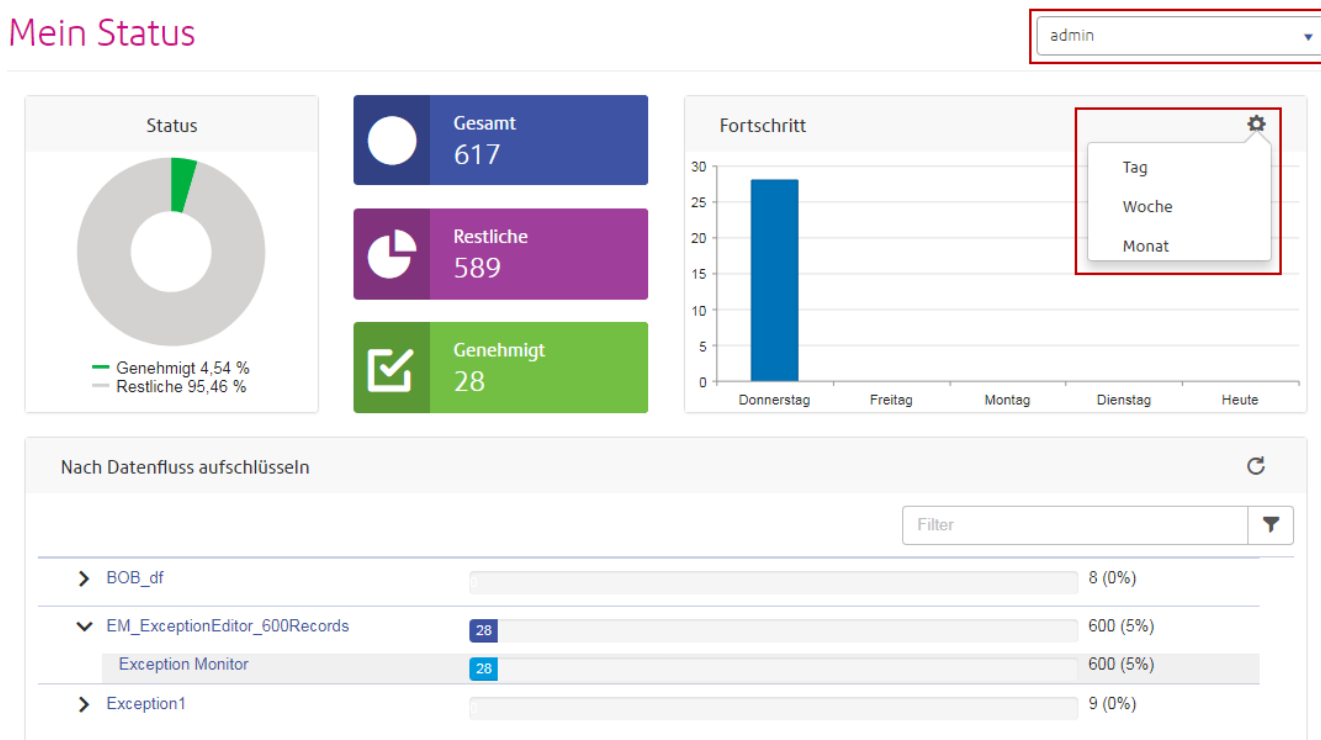 Mein Status
admin
Status
Genehmigt 4,54 %
Restliche 95,46 %
Gesamt
617
Restliche
589
Genehmigt
28
Fortschritt
Tag
Woche
Monat
30
25
20
15
10
5
0
Donnerstag Freitag Montag Dienstag Heute
Nach Datenfluss aufschlüsseln
Filter
BOB_df 0 8 (0%)
EM_ExceptionEditor_600Records 28 600 (5%)
Exception Monitor 28 600 (5%)
Exception1 0 9 (0%)